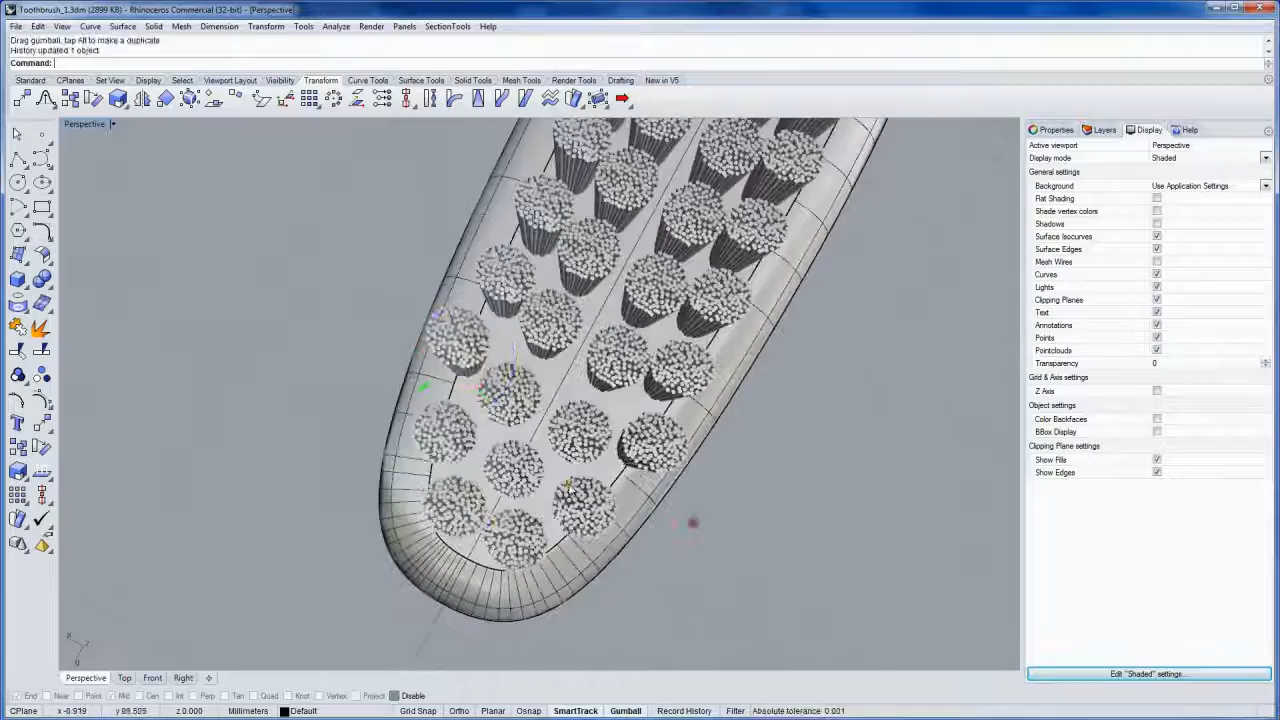 Toothbrush_1.3dm (2899 KB) - Rhinoceros Commercial (32-bit) - [Perspective]
File Edit View Curve Surface Solid Mesh Dimension Transform Tools Analyze Render Panels SectionTools Help
Drag gumball, tap Alt to make a duplicate
History updated 1 object
Command:
Standard CPlanes Set View Display Select Viewport Layout Visibility Transform Curve Tools Surface Tools Solid Tools Mesh Tools Render Tools Drafting New in V5
Perspective
Properties Layers Display Help
Active viewport Perspective
Display mode Shaded
General settings
Background Use Application Settings
Flat Shading
Shade vertex colors
Shadows
Surface Isocurves
Surface Edges
Mesh Wires
Curves
Lights
Clipping Planes
Text
Annotations
Points
Pointclouds
Transparency 0
Grid & Axis settings
Z Axis
Object settings
Color Backfaces
BBox Display
Clipping Plane settings
Show Fills
Show Edges
Edit "Shaded" settings...
x z
y
Perspective Top Front Right
End Near Point Mid Cen Int Perp Tan Quad Knot Vertex Project Disable
CPlane x -0.919 y 98.505 z 0.000 Millimeters Default Grid Snap Ortho Planar Osnap SmartTrack Gumball Record History Filter Absolute tolerance: 0.001